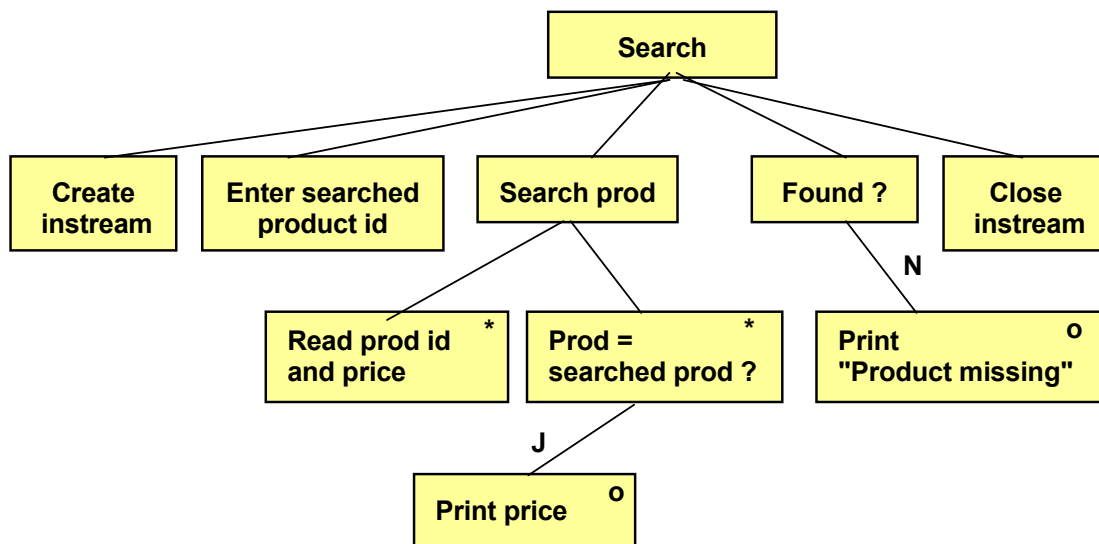 Search
Create
instream
Enter searched
product id
Search prod
Found ?
Close
instream
N
Read prod id *
and price
Prod = *
searched prod ?
Print o
"Product missing"
J
Print price o